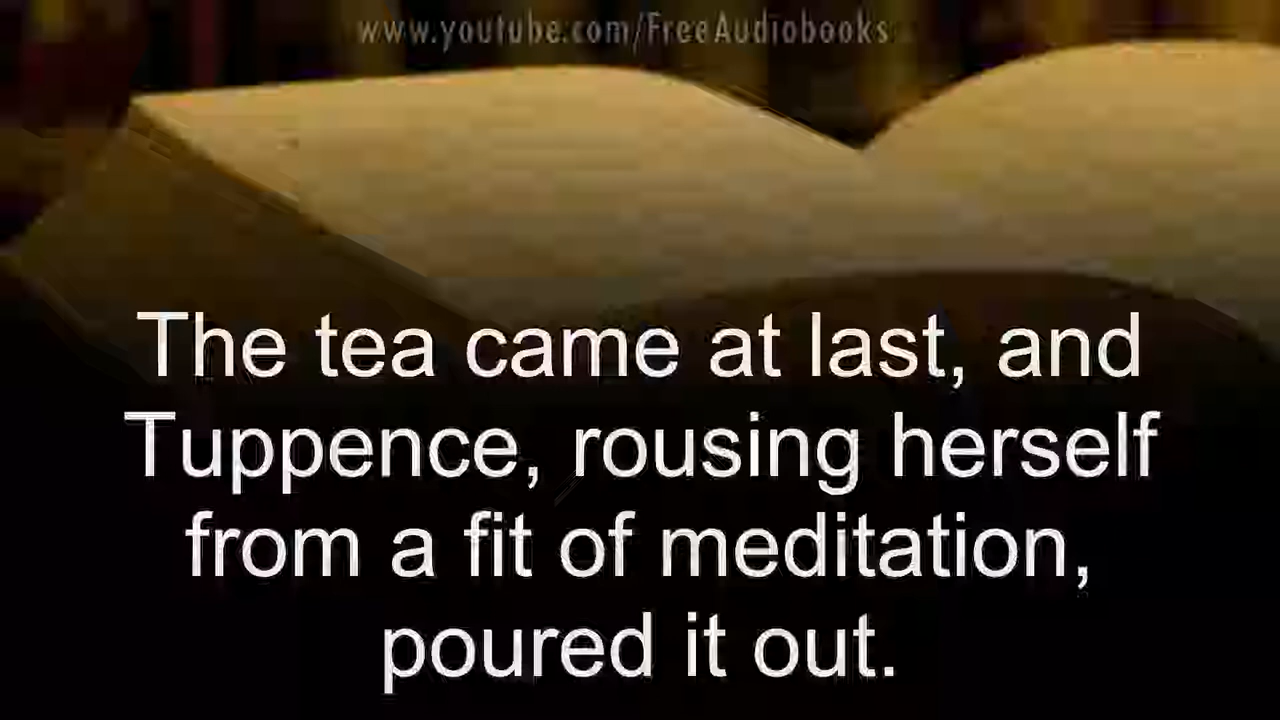 www.youtube.com/FreeAudiobooks
The tea came at last, and
Tuppence, rousing herself
from a fit of meditation,
poured it out.